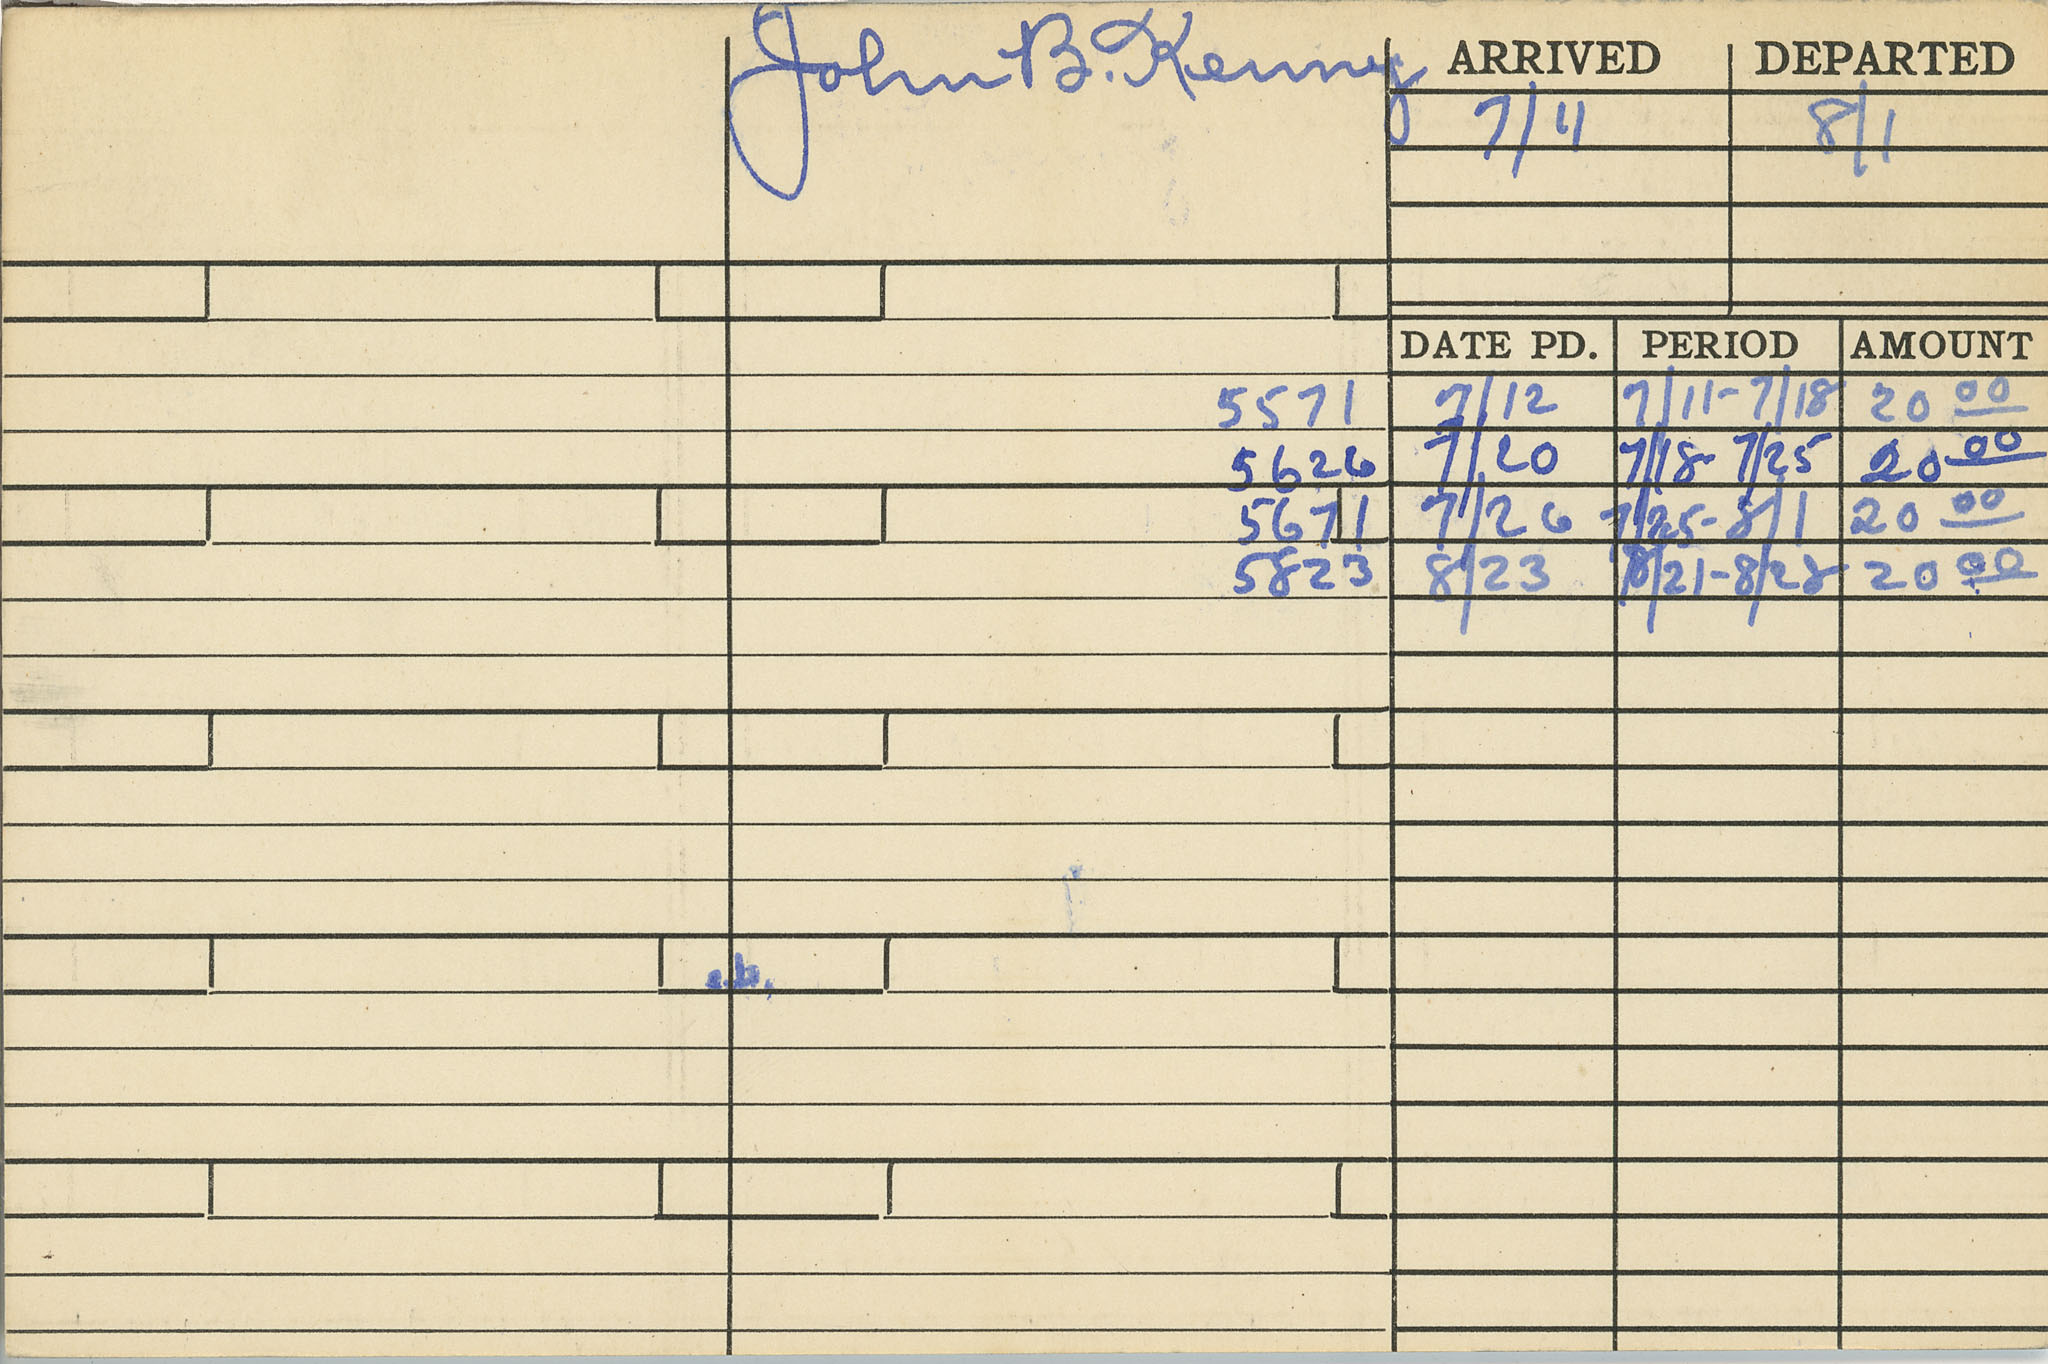 John B. Kenney
ARRIVED DEPARTED
7/11 8/1
DATE PD. PERIOD AMOUNT
5571 7/12 7/11-7/18 20 00
5626 7/20 7/18-7/25 20 00
5671 7/26 7/25-8/1 20 00
5823 8/23 8/21-8/28 20 00